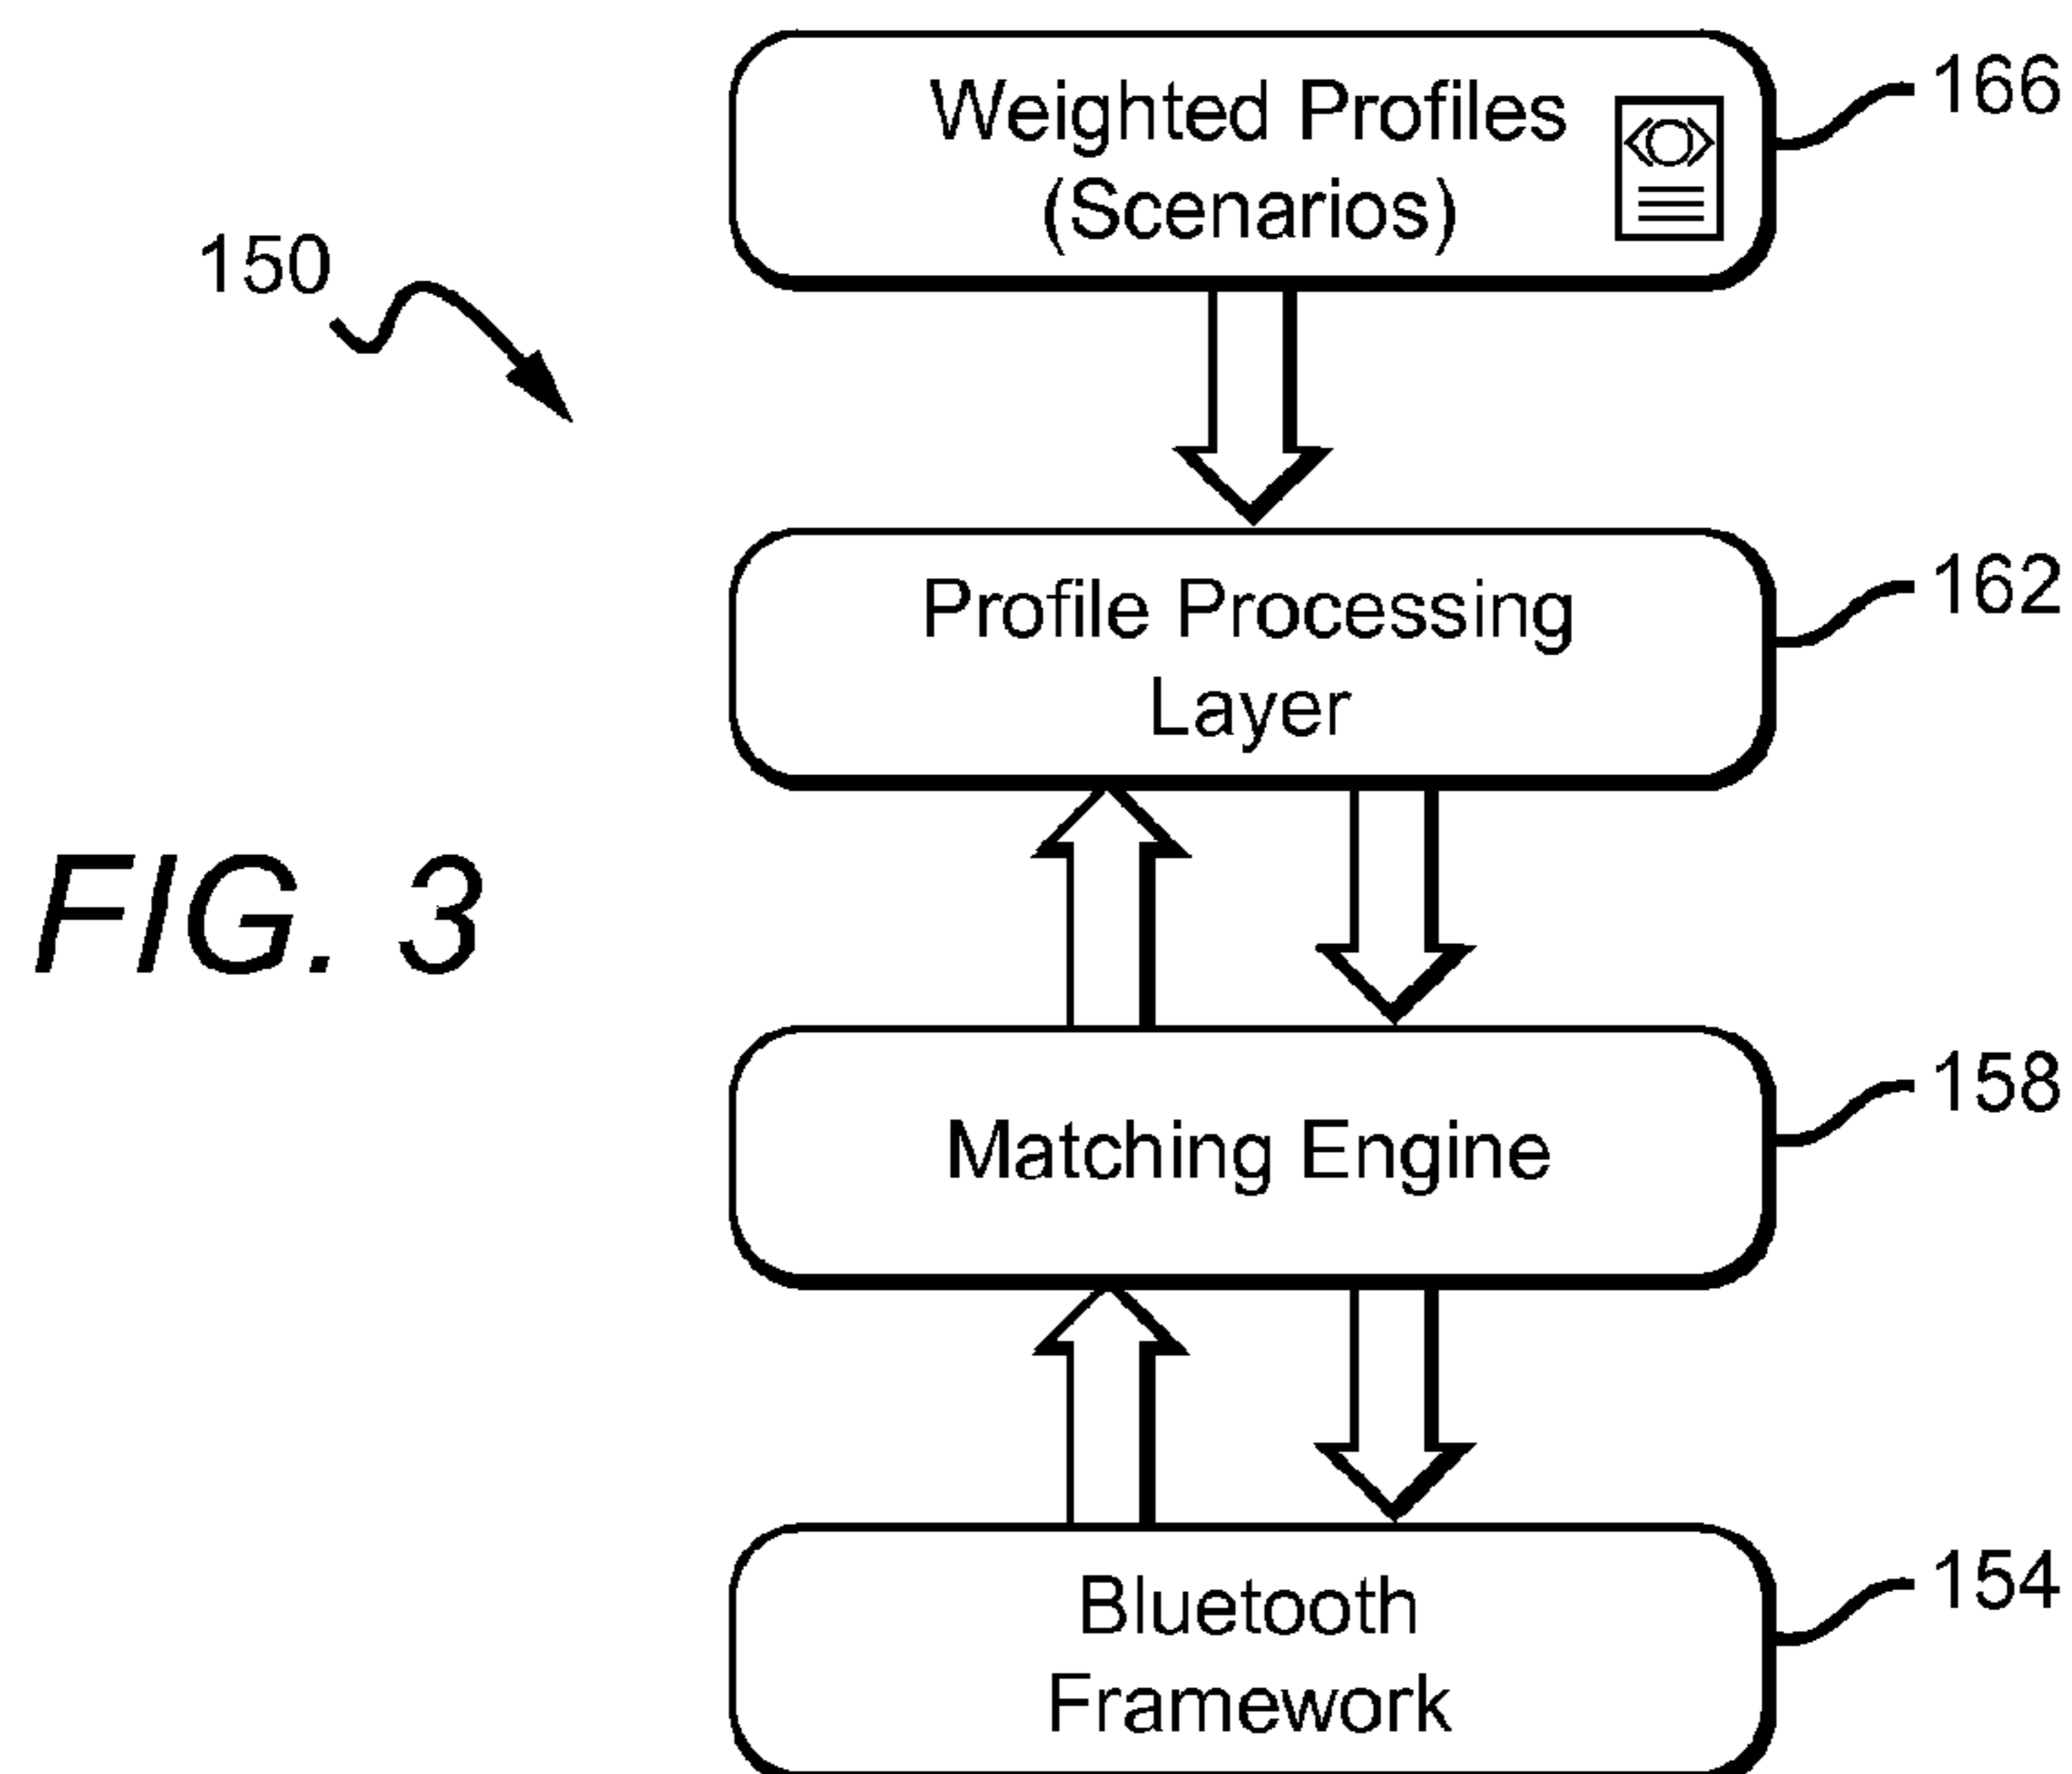 Weighted Profiles
(Scenarios)
166
150
Profile Processing
Layer
162
FIG. 3
Matching Engine
158
Bluetooth
Framework
154